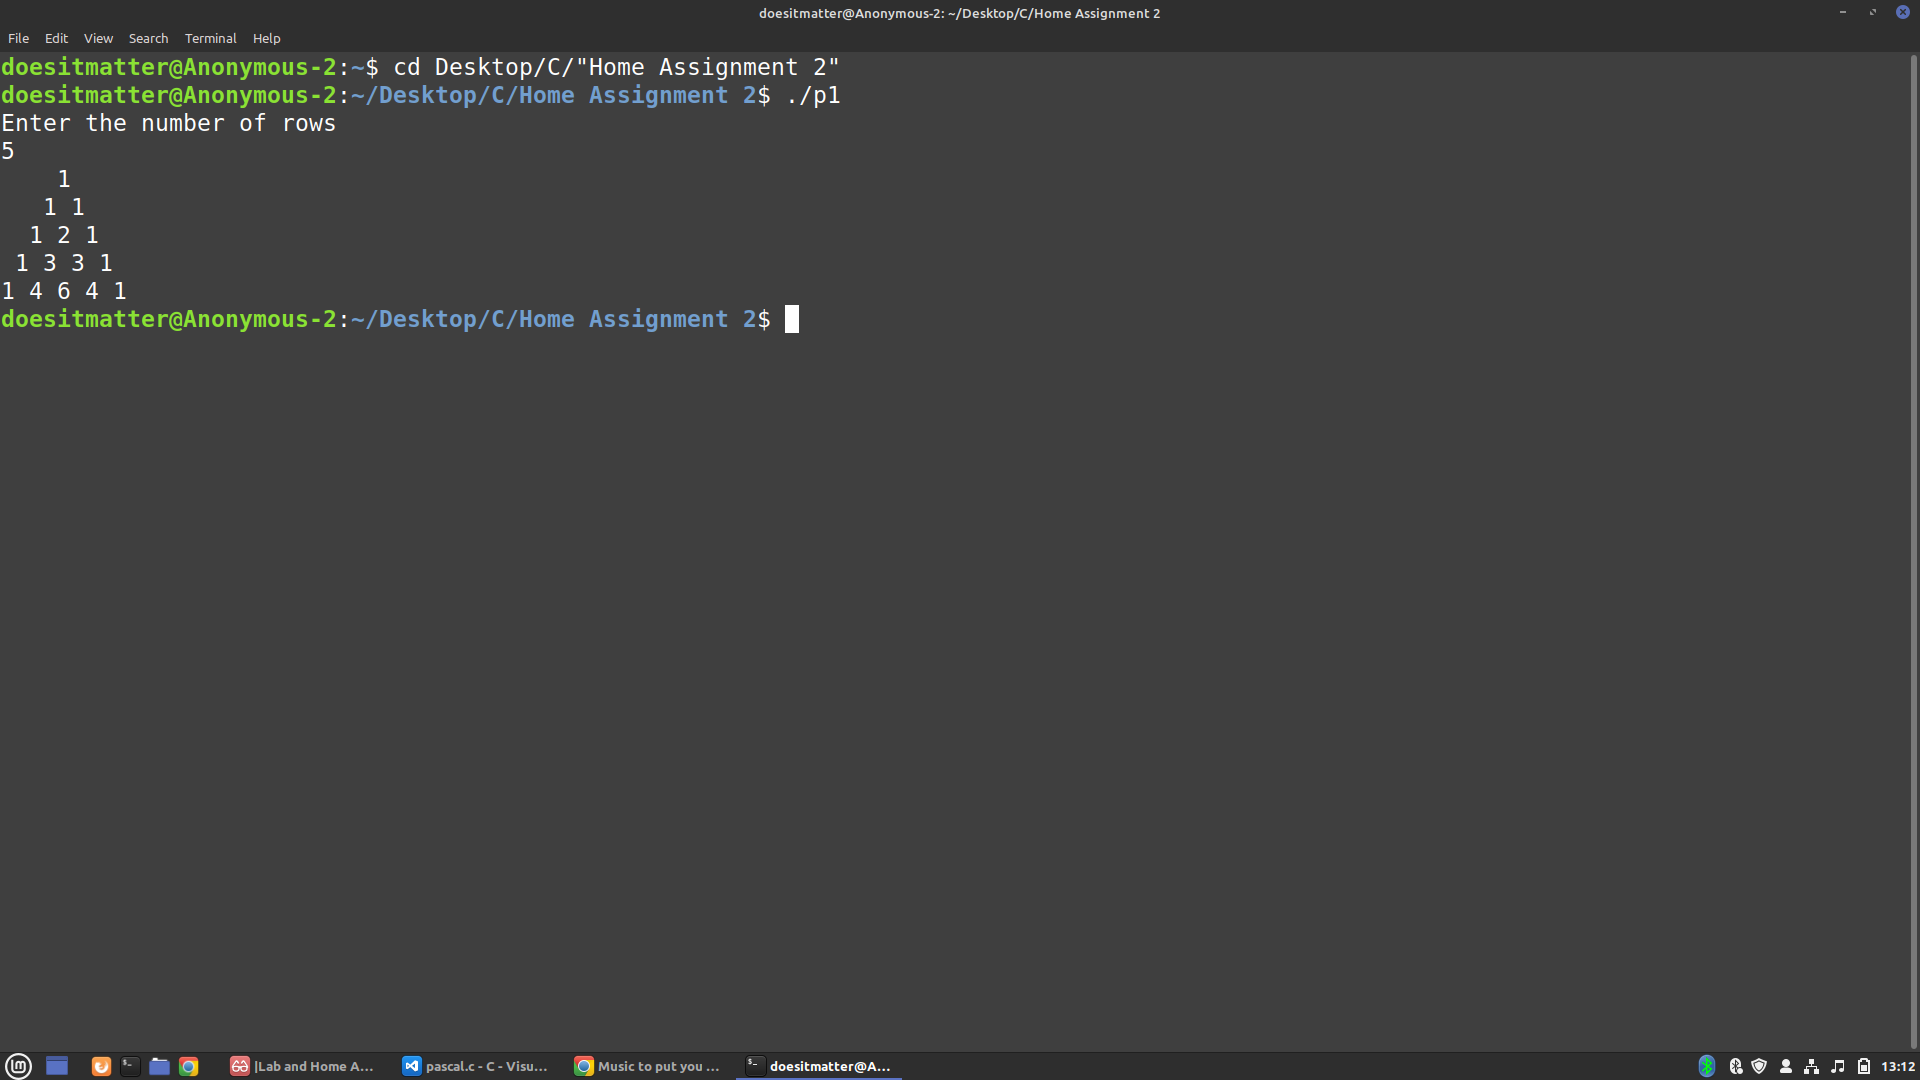 doesitmatter@Anonymous-2: ~/Desktop/C/Home Assignment 2
File Edit View Search Terminal Help
doesitmatter@Anonymous-2:~$ cd Desktop/C/"Home Assignment 2"
doesitmatter@Anonymous-2:~/Desktop/C/Home Assignment 2$ ./p1
Enter the number of rows
5
    1
   1 1
  1 2 1
 1 3 3 1
1 4 6 4 1
doesitmatter@Anonymous-2:~/Desktop/C/Home Assignment 2$
|Lab and Home A... pascal.c - C - Visu... Music to put you ... doesitmatter@A... 13:12